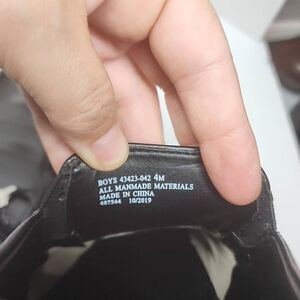 BOYS 43423-042 4M
ALL MANMADE MATERIALS
MADE IN CHINA
487544 10/2019